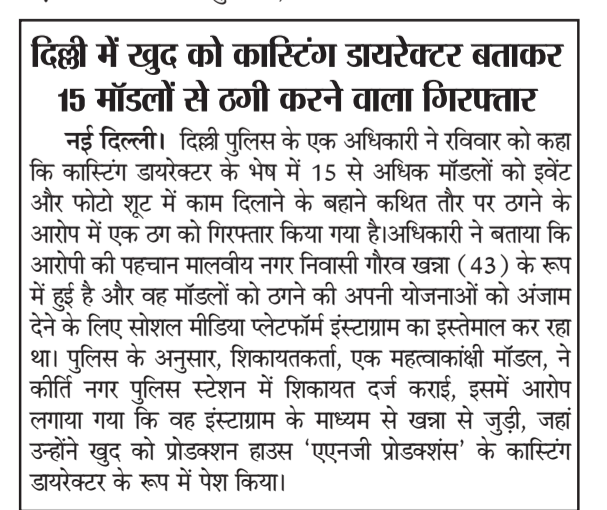 दिल्ली में खुद को कास्टिंग डायरेक्टर बताकर
15 मॉडलों से ठगी करने वाला गिरफ्तार
नई दिल्ली। दिल्ली पुलिस के एक अधिकारी ने रविवार को कहा
कि कास्टिंग डायरेक्टर के भेष में 15 से अधिक मॉडलों को इवेंट
और फोटो शूट में काम दिलाने के बहाने कथित तौर पर ठगने के
आरोप में एक ठग को गिरफ्तार किया गया है।अधिकारी ने बताया कि
आरोपी की पहचान मालवीय नगर निवासी गौरव खन्ना (43) के रूप
में हुई है और वह मॉडलों को ठगने की अपनी योजनाओं को अंजाम
देने के लिए सोशल मीडिया प्लेटफॉर्म इंस्टाग्राम का इस्तेमाल कर रहा
था। पुलिस के अनुसार, शिकायतकर्ता, एक महत्वाकांक्षी मॉडल, ने
कीर्ति नगर पुलिस स्टेशन में शिकायत दर्ज कराई, इसमें आरोप
लगाया गया कि वह इंस्टाग्राम के माध्यम से खन्ना से जुड़ी, जहां
उन्होंने खुद को प्रोडक्शन हाउस ‘एएनजी प्रोडक्शंस’ के कास्टिंग
डायरेक्टर के रूप में पेश किया।